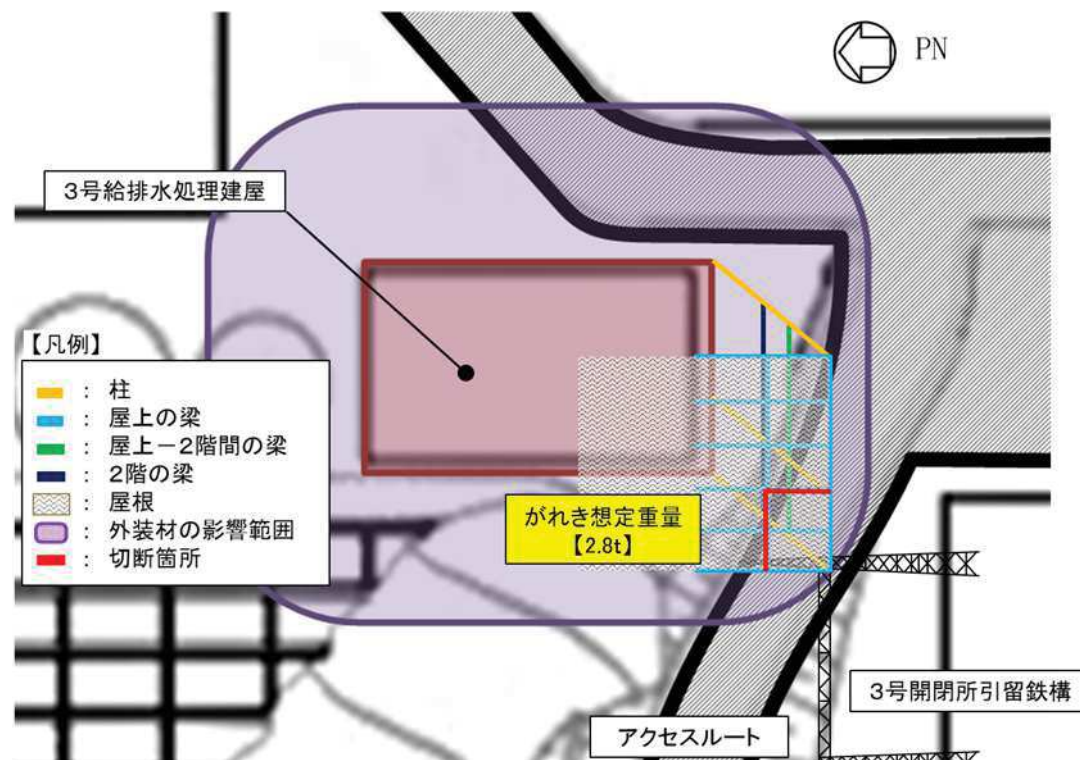 PN
3号給排水処理建屋
【凡例】
: 柱
: 屋上の梁
: 屋上－2階間の梁
: 2階の梁
: 屋根
: 外装材の影響範囲
: 切断箇所
がれき想定重量
【2.8t】
3号開閉所引留鉄構
アクセスルート